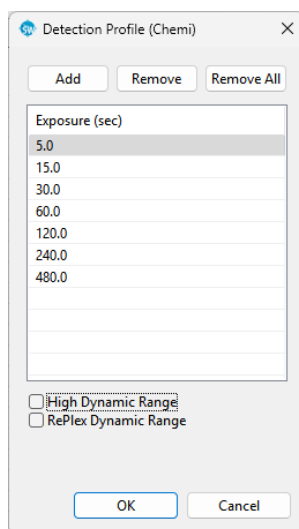 SW Detection Profile (Chemi)
Add Remove Remove All
Exposure (sec)
5.0
15.0
30.0
60.0
120.0
240.0
480.0
High Dynamic Range
RePlex Dynamic Range
OK Cancel